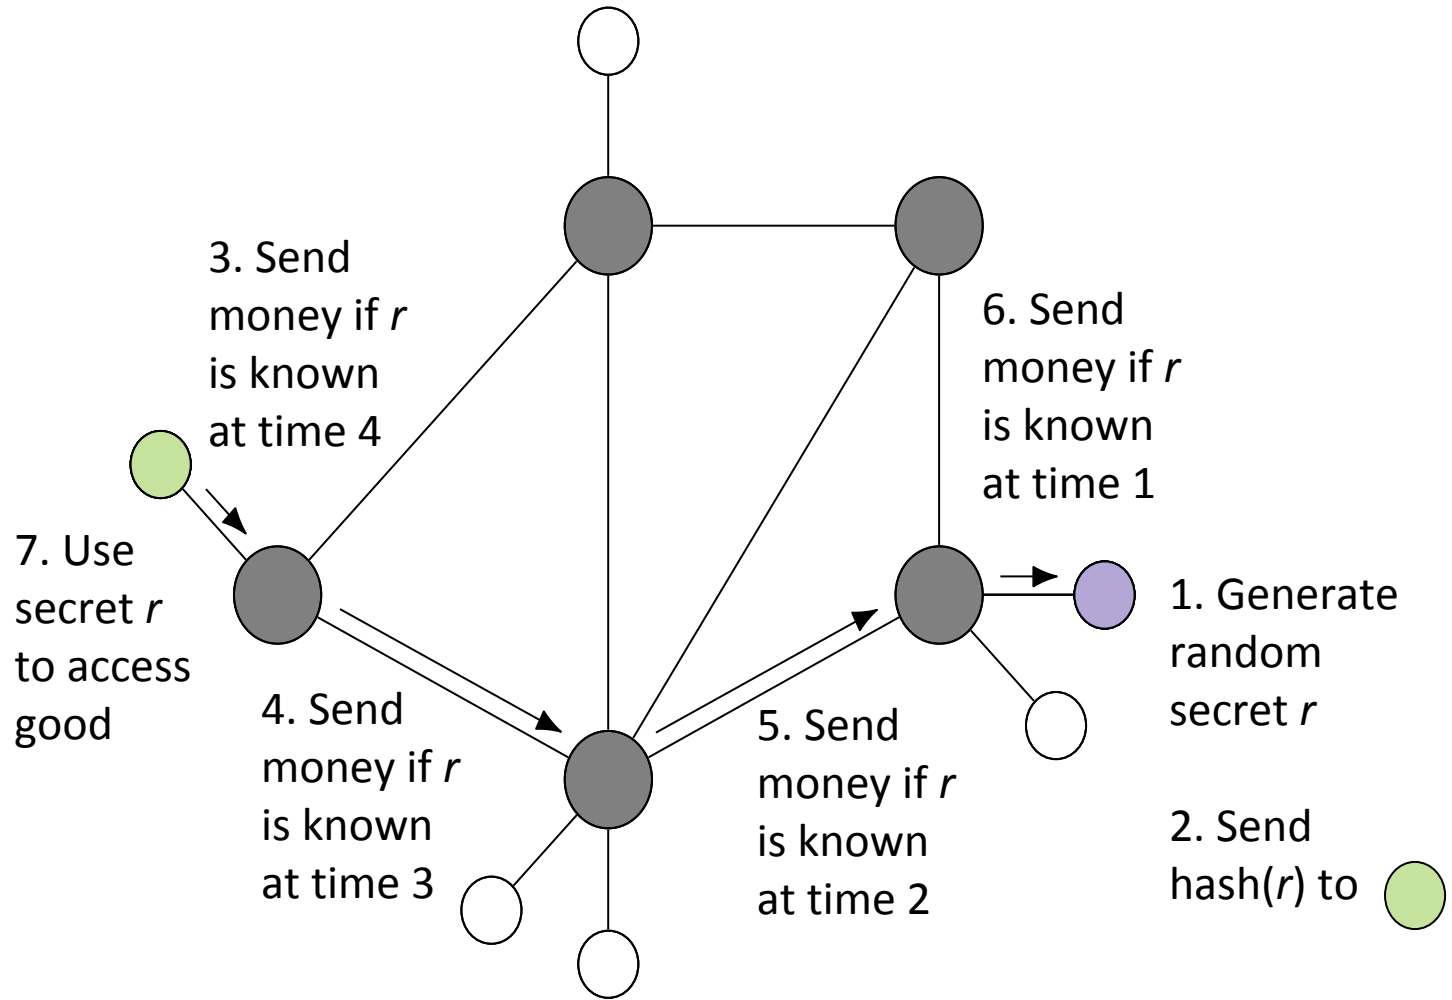 3. Send
money if r
is known
at time 4
6. Send
money if r
is known
at time 1
7. Use
secret r
to access
good
1. Generate
random
secret r
4. Send
money if r
is known
at time 3
5. Send
money if r
is known
at time 2
2. Send
hash(r) to